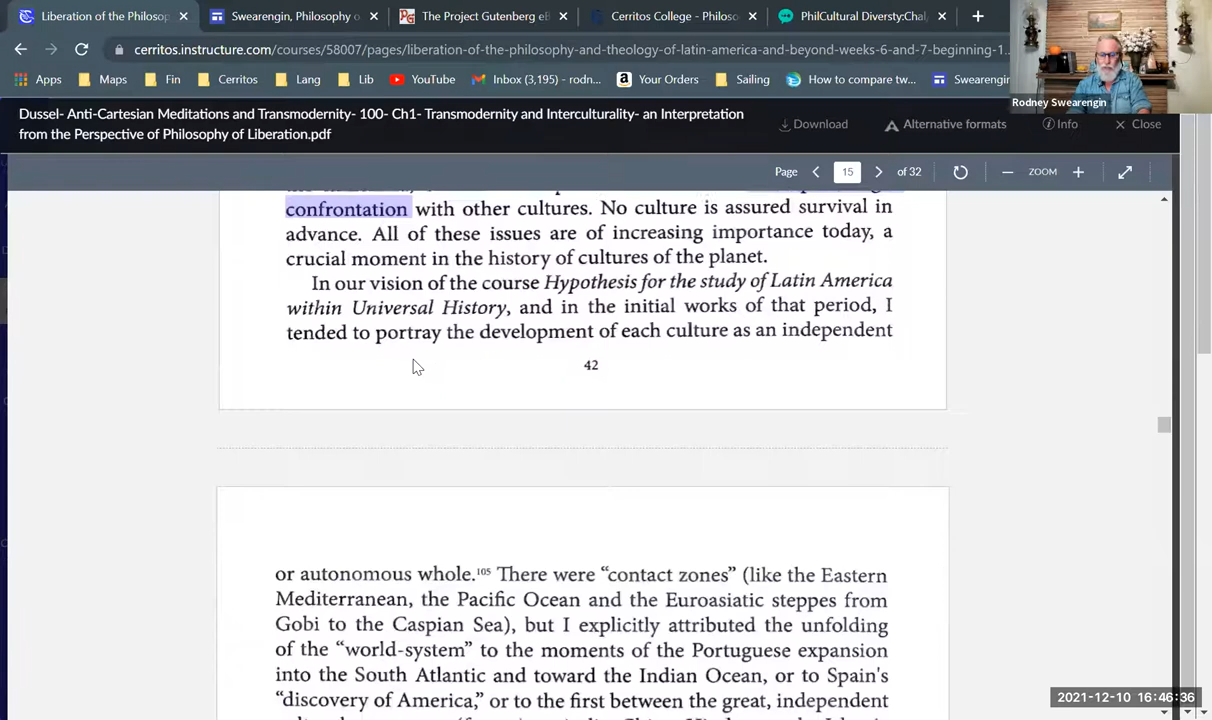 Liberation of the Philosop
Swearengin, Philosophy o
The Project Gutenberg eB
Cerritos College - Philoso
PhilCultural Diversty:Chal
cerritos.instructure.com/courses/58007/pages/liberation-of-the-philosophy-and-theology-of-latin-america-and-beyond-weeks-6-and-7-beginning-1...
Apps
Maps
Fin
Cerritos
Lang
Lib
YouTube
Inbox (3,195) - rodn...
Your Orders
Sailing
How to compare tw...
Swearengin
Rodney Swearengin
Dussel- Anti-Cartesian Meditations and Transmodernity- 100- Ch1- Transmodernity and Interculturality- an Interpretation
from the Perspective of Philosophy of Liberation.pdf
Download
Alternative formats
Info
Close
Page 15 of 32
ZOOM
confrontation with other cultures. No culture is assured survival in
advance. All of these issues are of increasing importance today, a
crucial moment in the history of cultures of the planet.
In our vision of the course Hypothesis for the study of Latin America
within Universal History, and in the initial works of that period, I
tended to portray the development of each culture as an independent
42
or autonomous whole.105 There were “contact zones” (like the Eastern
Mediterranean, the Pacific Ocean and the Euroasiatic steppes from
Gobi to the Caspian Sea), but I explicitly attributed the unfolding
of the “world-system” to the moments of the Portuguese expansion
into the South Atlantic and toward the Indian Ocean, or to Spain's
“discovery of America,” or to the first between the great, independent
2021-12-10 16:46:36